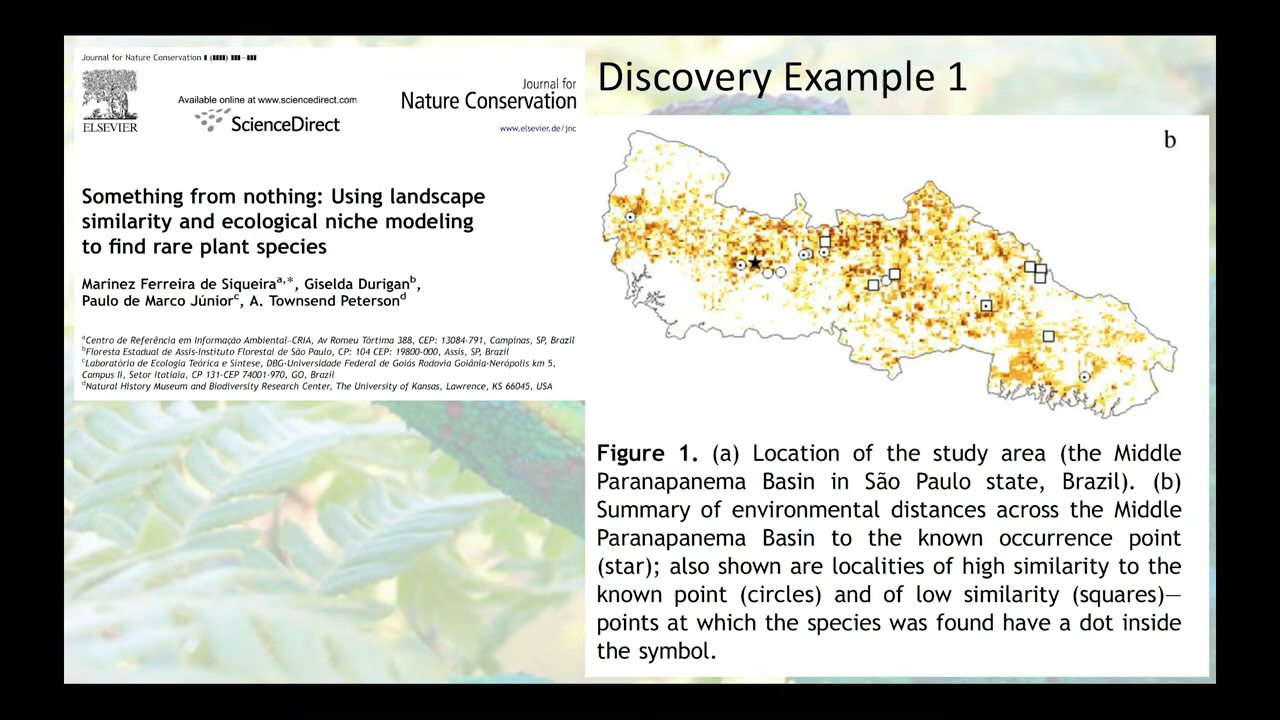 Journal for Nature Conservation
Discovery Example 1
Journal for
Nature Conservation
Available online at www.sciencedirect.com
ScienceDirect
ELSEVIER
www.elsevier.de/jnc
b
Something from nothing: Using landscape
similarity and ecological niche modeling
to find rare plant species
Marinez Ferreira de Siqueiraa,*, Giselda Duriganb,
Paulo de Marco Júniorc, A. Townsend Petersond
aCentro de Referência em Informação Ambiental–CRIA, Av Romeu Tórtima 388, CEP: 13084-791, Campinas, SP, Brazil
bFloresta Estadual de Assis-Instituto Florestal de São Paulo, CP: 104 CEP: 19800-000, Assis, SP, Brazil
cLaboratório de Ecologia Teórica e Síntese, DBG-Universidade Federal de Goiás Rodovia Goiânia-Nerópolis km 5,
Campus II, Setor Itatiaia, CP 131-CEP 74001-970, GO, Brazil
dNatural History Museum and Biodiversity Research Center, The University of Kansas, Lawrence, KS 66045, USA
Figure 1. (a) Location of the study area (the Middle
Paranapanema Basin in São Paulo state, Brazil). (b)
Summary of environmental distances across the Middle
Paranapanema Basin to the known occurrence point
(star); also shown are localities of high similarity to the
known point (circles) and of low similarity (squares)—
points at which the species was found have a dot inside
the symbol.